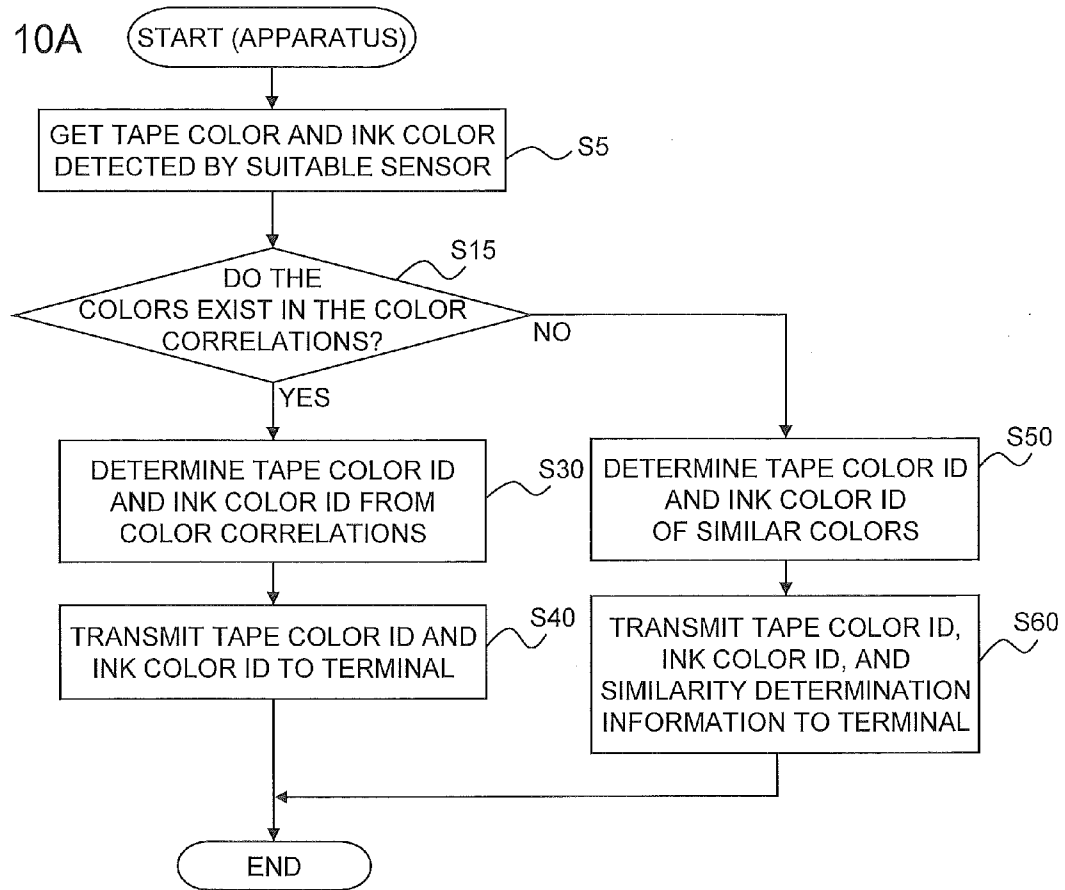 10A
START (APPARATUS)
GET TAPE COLOR AND INK COLOR
DETECTED BY SUITABLE SENSOR
S5
S15
DO THE
COLORS EXIST IN THE COLOR
CORRELATIONS?
NO
YES
DETERMINE TAPE COLOR ID
AND INK COLOR ID FROM
COLOR CORRELATIONS
S30
DETERMINE TAPE COLOR ID
AND INK COLOR ID
OF SIMILAR COLORS
S50
TRANSMIT TAPE COLOR ID AND
INK COLOR ID TO TERMINAL
S40
TRANSMIT TAPE COLOR ID,
INK COLOR ID, AND
SIMILARITY DETERMINATION
INFORMATION TO TERMINAL
S60
END